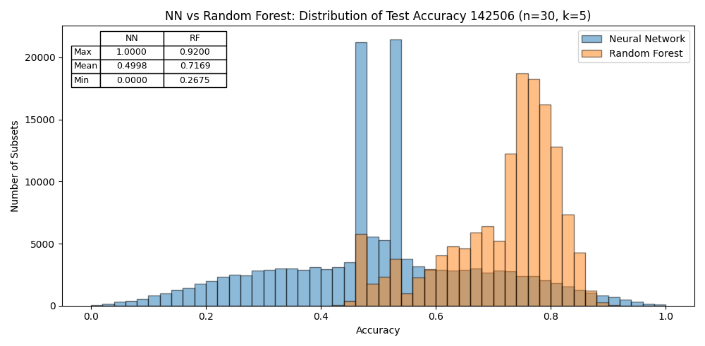 NN vs Random Forest: Distribution of Test Accuracy 142506 (n=30, k=5)
NN RF
Max 1.0000 0.9200
Mean 0.4998 0.7169
Min 0.0000 0.2675
Neural Network
Random Forest
20000
15000
10000
5000
0
Number of Subsets
0.0 0.2 0.4 0.6 0.8 1.0
Accuracy